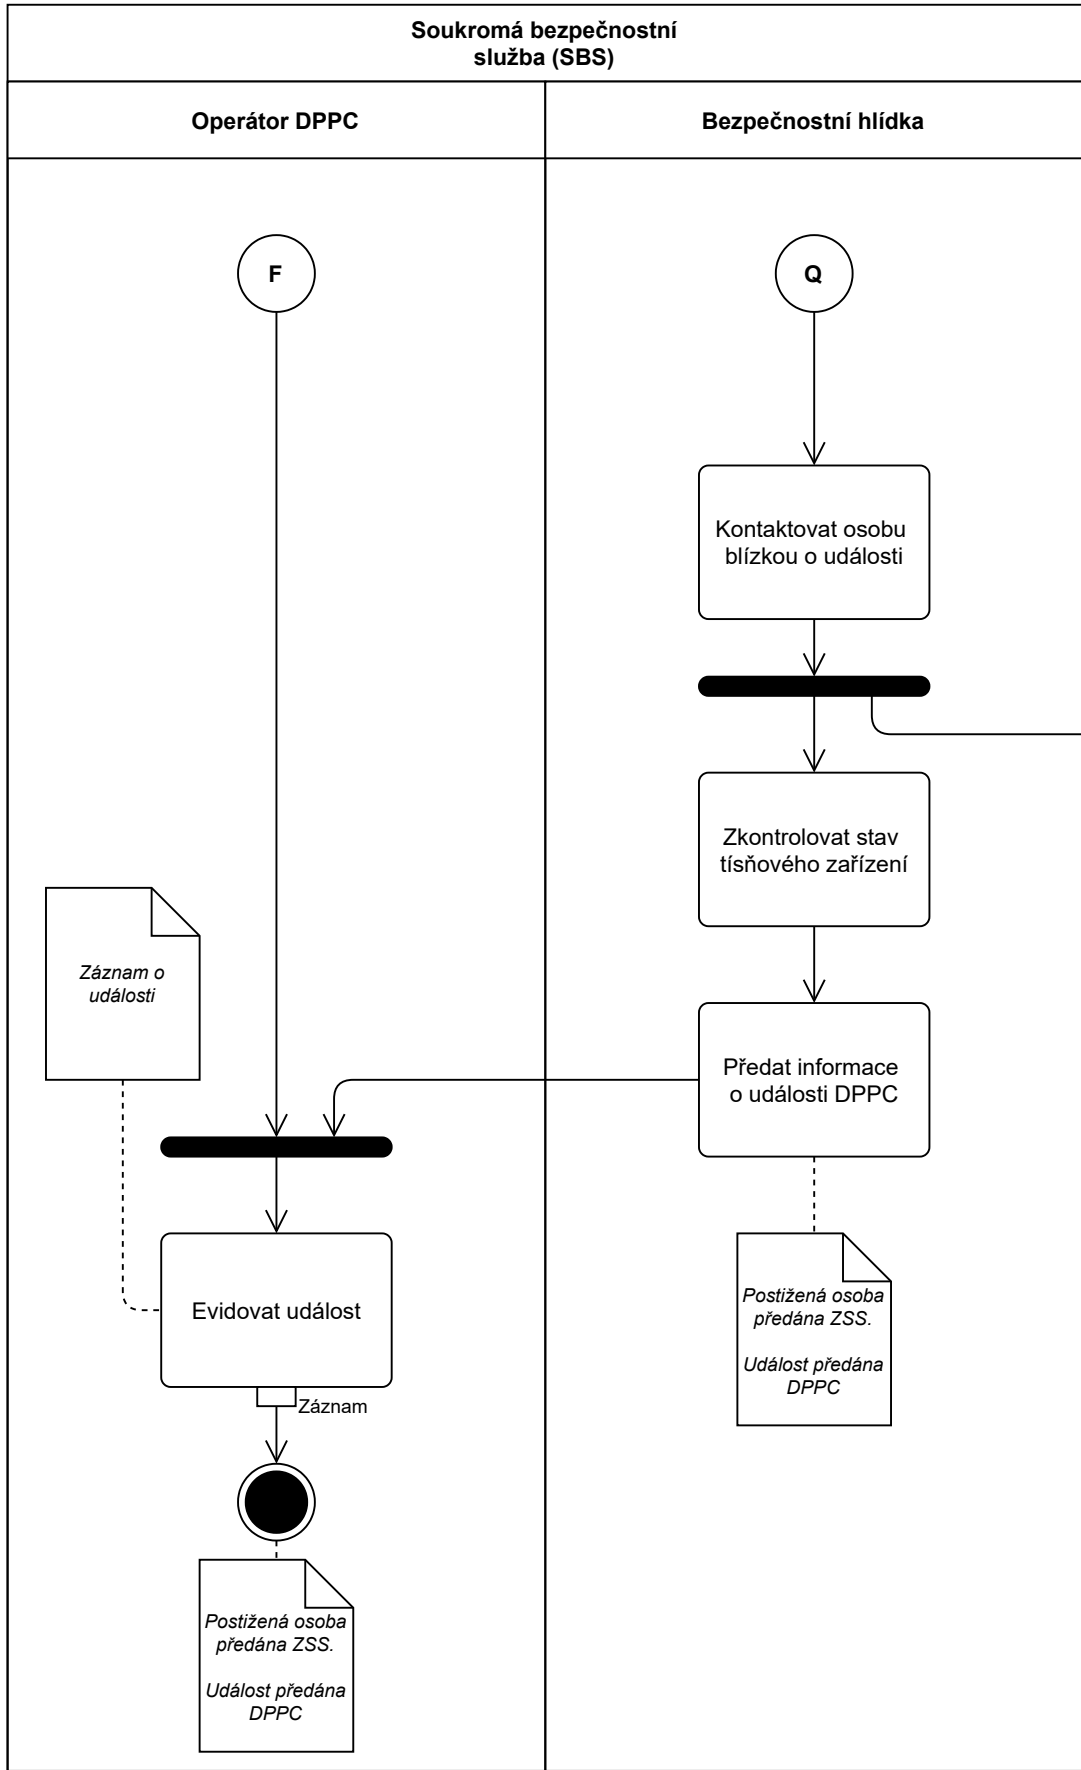 Soukromá bezpečnostní
služba (SBS)
Operátor DPPC
Bezpečnostní hlídka
F
Q
Kontaktovat osobu
blízkou o události
Zkontrolovat stav
tísňového zařízení
Záznam o
události
Předat informace
o události DPPC
Evidovat událost
Záznam
Postižená osoba
předána ZSS.
Událost předána
DPPC
Postižená osoba
předána ZSS.
Událost předána
DPPC